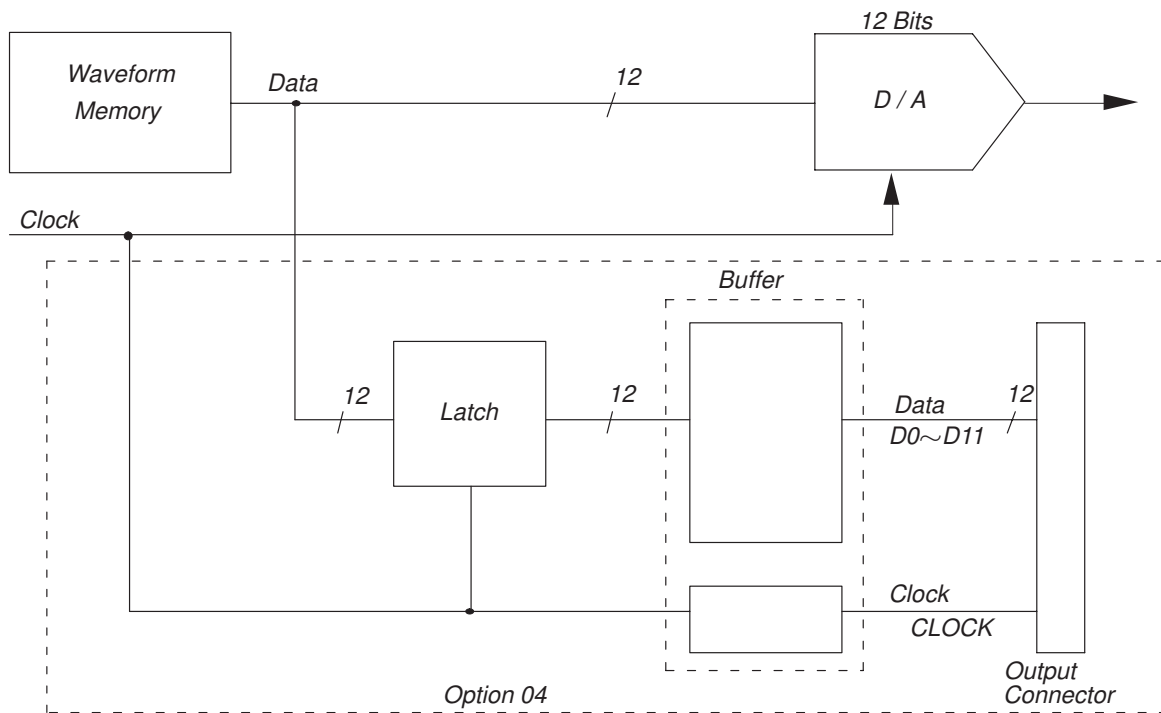 12 Bits
Waveform
Memory
Data
12
D / A
Clock
Buffer
12
Latch
12
Data
D0~D11
12
Clock
CLOCK
Output
Connector
Option 04